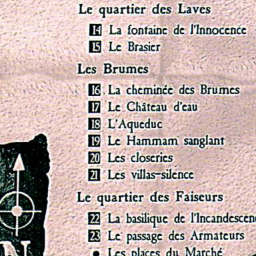 Le quartier des Laves
14 La fontaine de l'Innocence
15 Le Brasier
Les Brumes
16 La cheminée des Brumes
17 Le Château d'eau
18 L'Aqueduc
19 Le Hammam sanglant
20 Les closeries
21 Les villas-silence
Le quartier des Faiseurs
22 La basilique de l'Incandescen
23 Le passage des Armateurs
• Les places du Marché
N